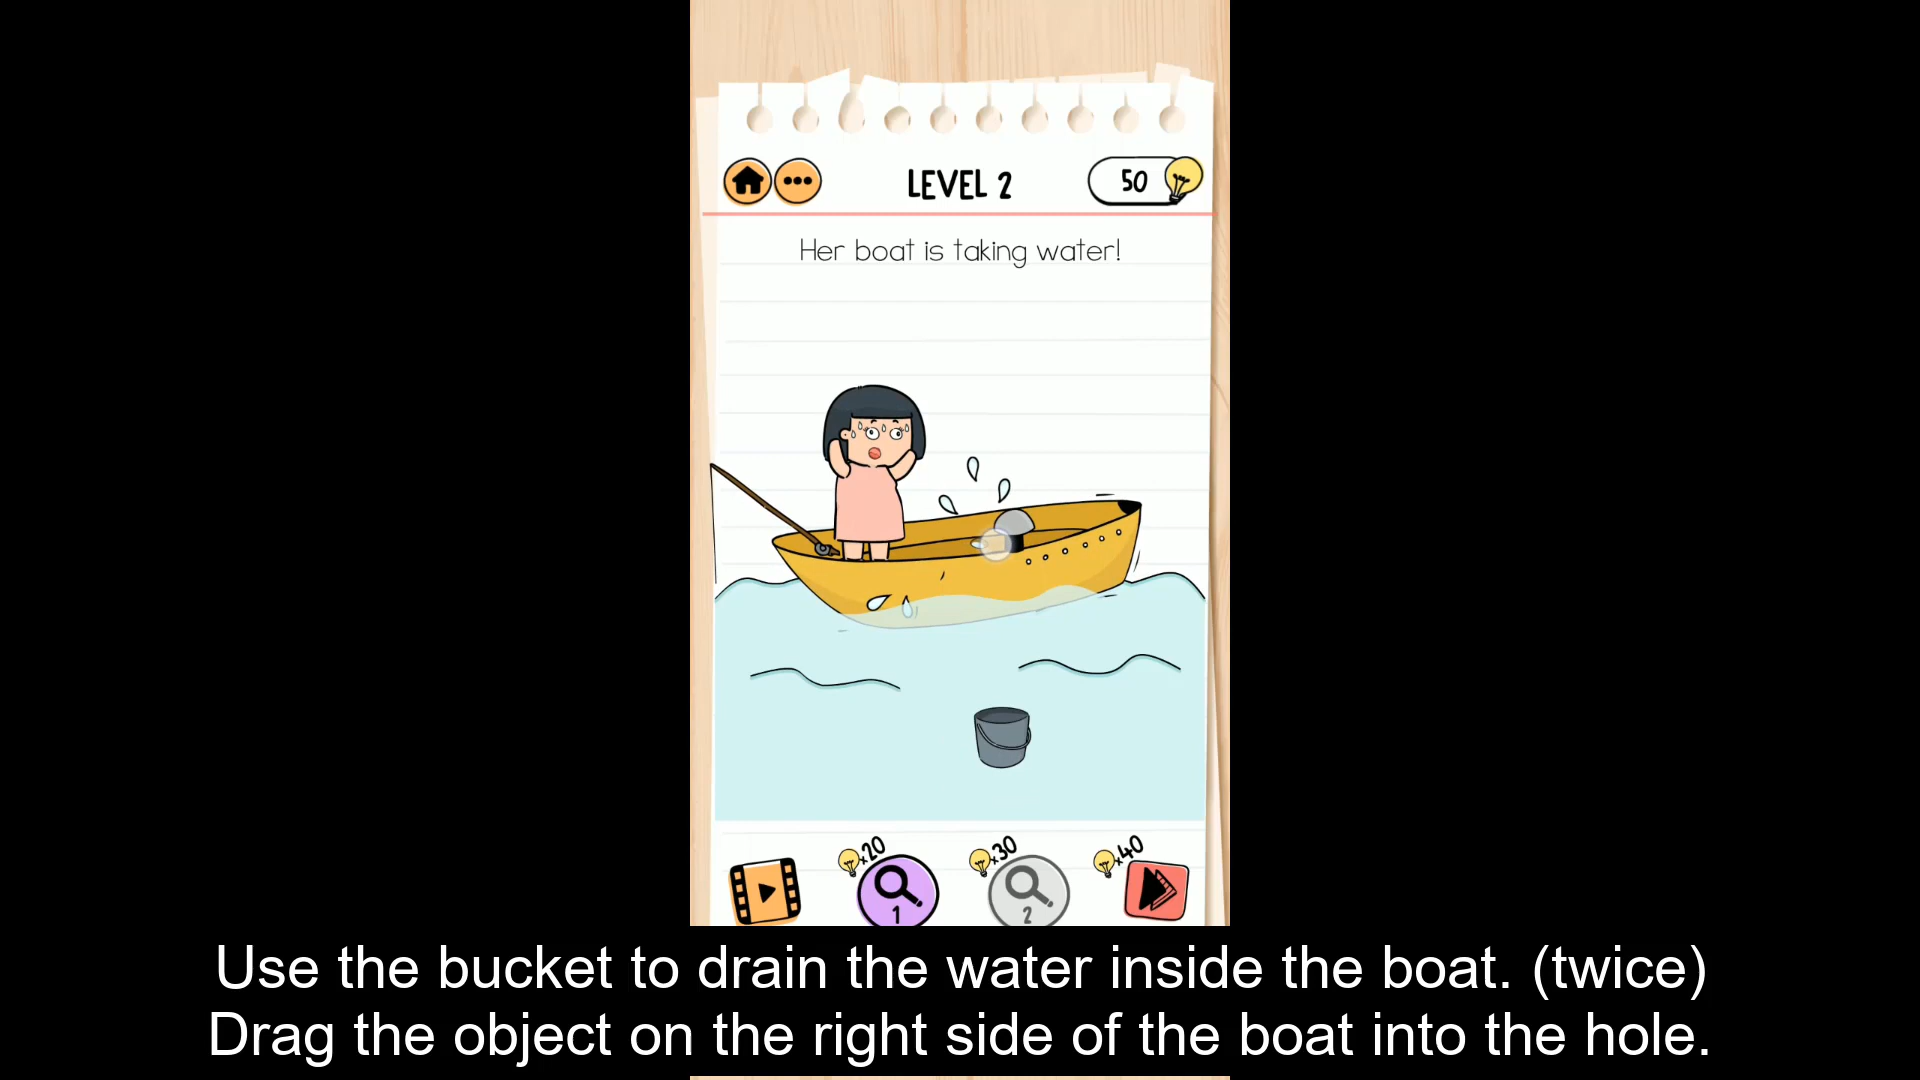 LEVEL 2
50
Her boat is taking water!
x20
x30
x40
1
2
Use the bucket to drain the water inside the boat. (twice)
Drag the object on the right side of the boat into the hole.